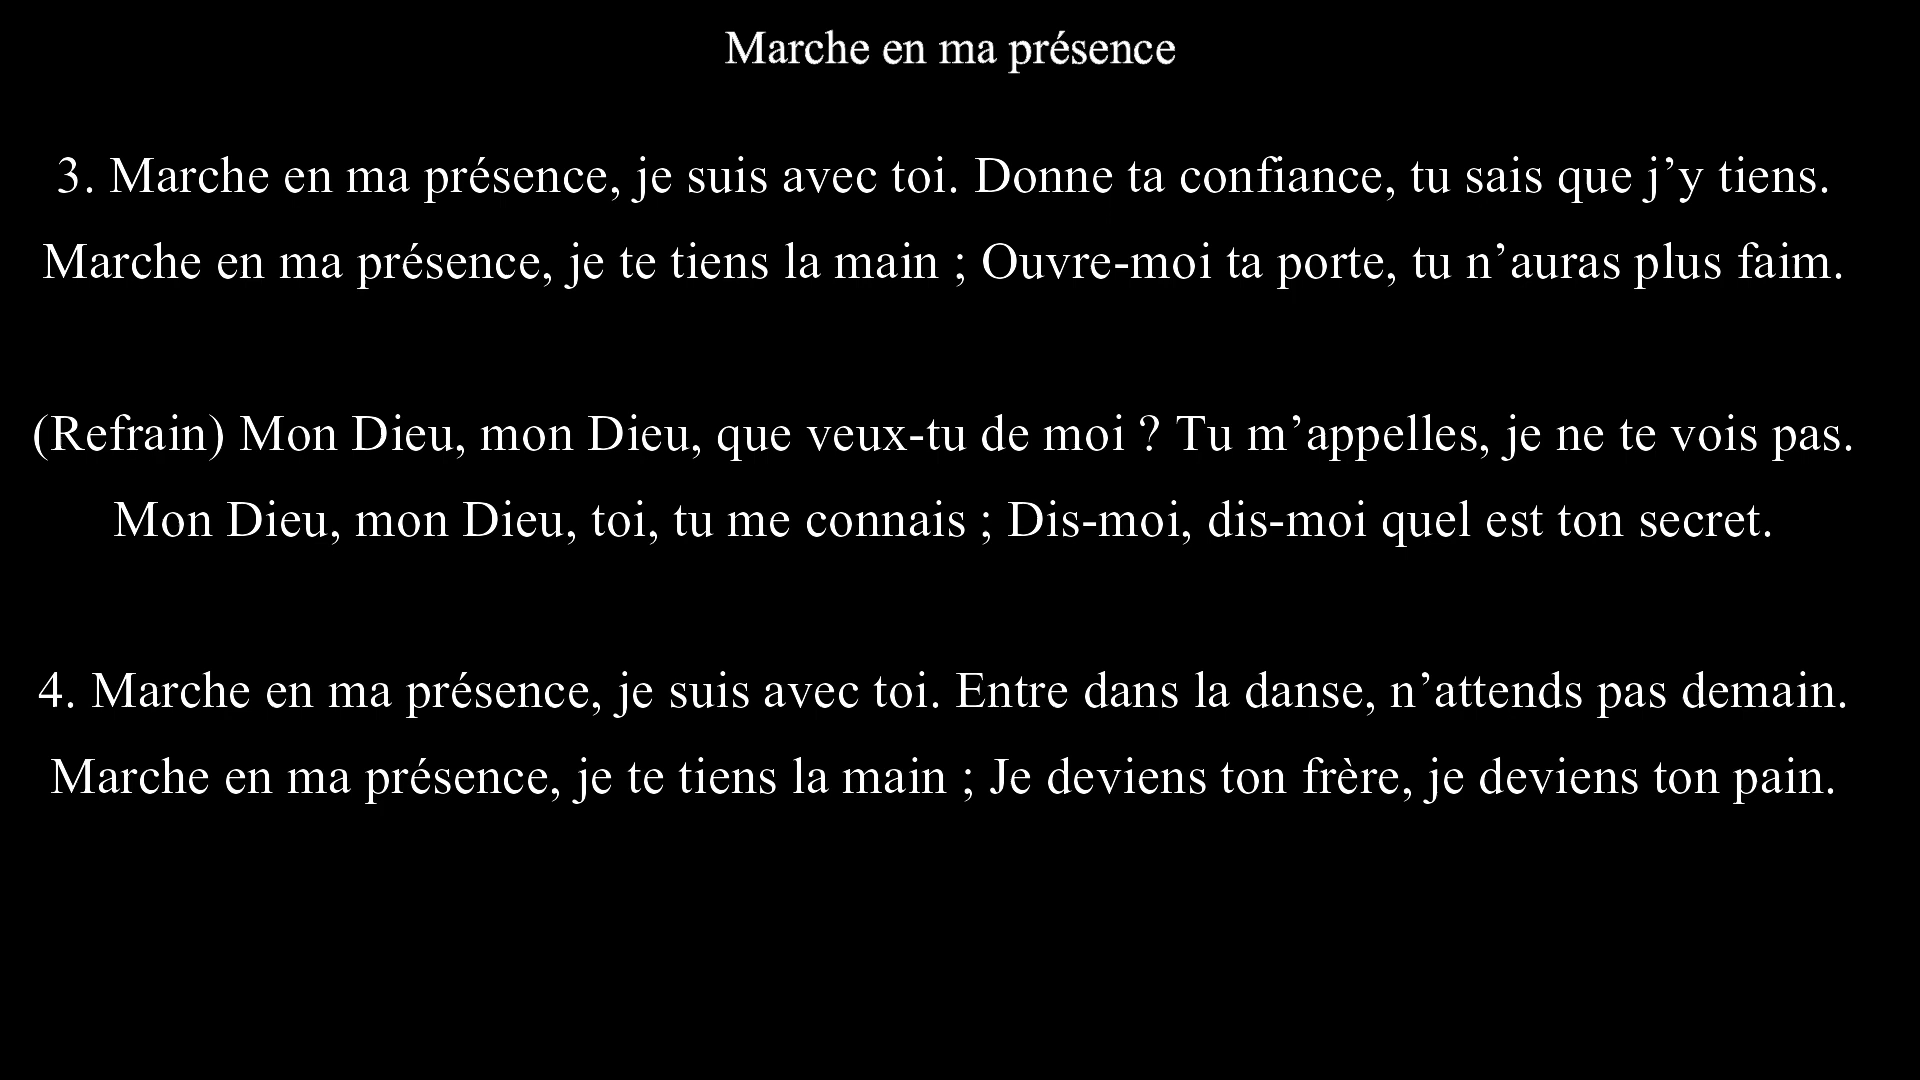 Marche en ma présence
3. Marche en ma présence, je suis avec toi. Donne ta confiance, tu sais que j’y tiens.
Marche en ma présence, je te tiens la main ; Ouvre-moi ta porte, tu n’auras plus faim.
(Refrain) Mon Dieu, mon Dieu, que veux-tu de moi ? Tu m’appelles, je ne te vois pas.
Mon Dieu, mon Dieu, toi, tu me connais ; Dis-moi, dis-moi quel est ton secret.
4. Marche en ma présence, je suis avec toi. Entre dans la danse, n’attends pas demain.
Marche en ma présence, je te tiens la main ; Je deviens ton frère, je deviens ton pain.